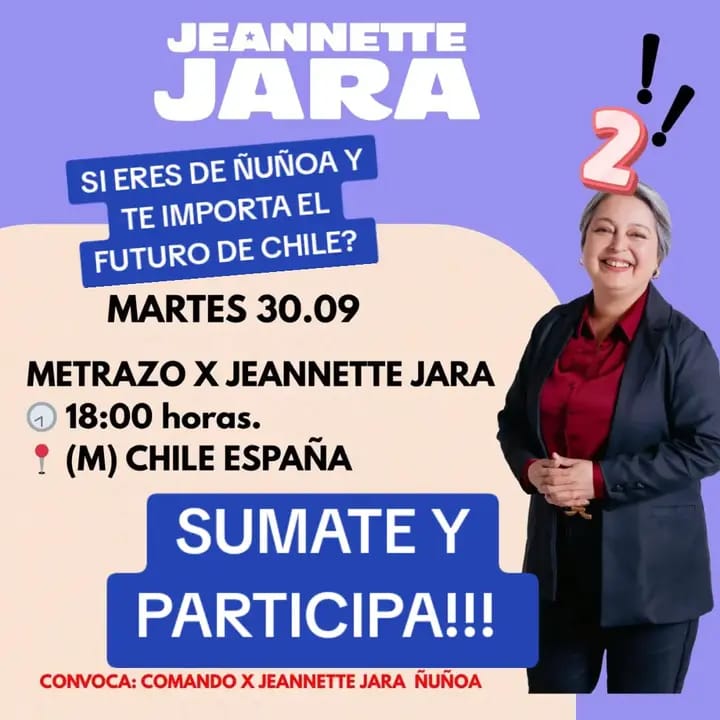 JEANNETTE
JARA
2
SI ERES DE ÑUÑOA Y
TE IMPORTA EL
FUTURO DE CHILE?
MARTES 30.09
METRAZO X JEANNETTE JARA
18:00 horas.
(M) CHILE ESPAÑA
SUMATE Y
PARTICIPA!!!
CONVOCA: COMANDO X JEANNETTE JARA ÑUÑOA